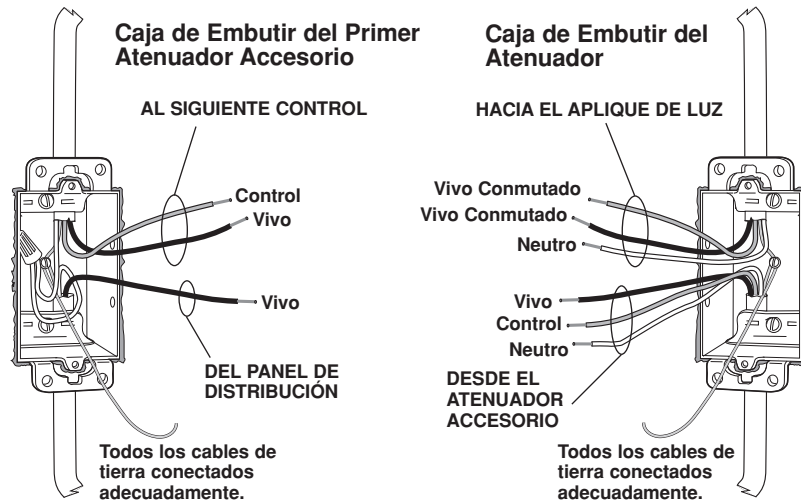 Caja de Embutir del Primer
Atenuador Accesorio
AL SIGUIENTE CONTROL
Control
Vivo
Vivo
DEL PANEL DE
DISTRIBUCIÓN
Todos los cables de
tierra conectados
adecuadamente.
Caja de Embutir del
Atenuador
HACIA EL APLIQUE DE LUZ
Vivo Conmutado
Vivo Conmutado
Neutro
Vivo
Control
Neutro
DESDE EL
ATENUADOR
ACCESORIO
Todos los cables de
tierra conectados
adecuadamente.